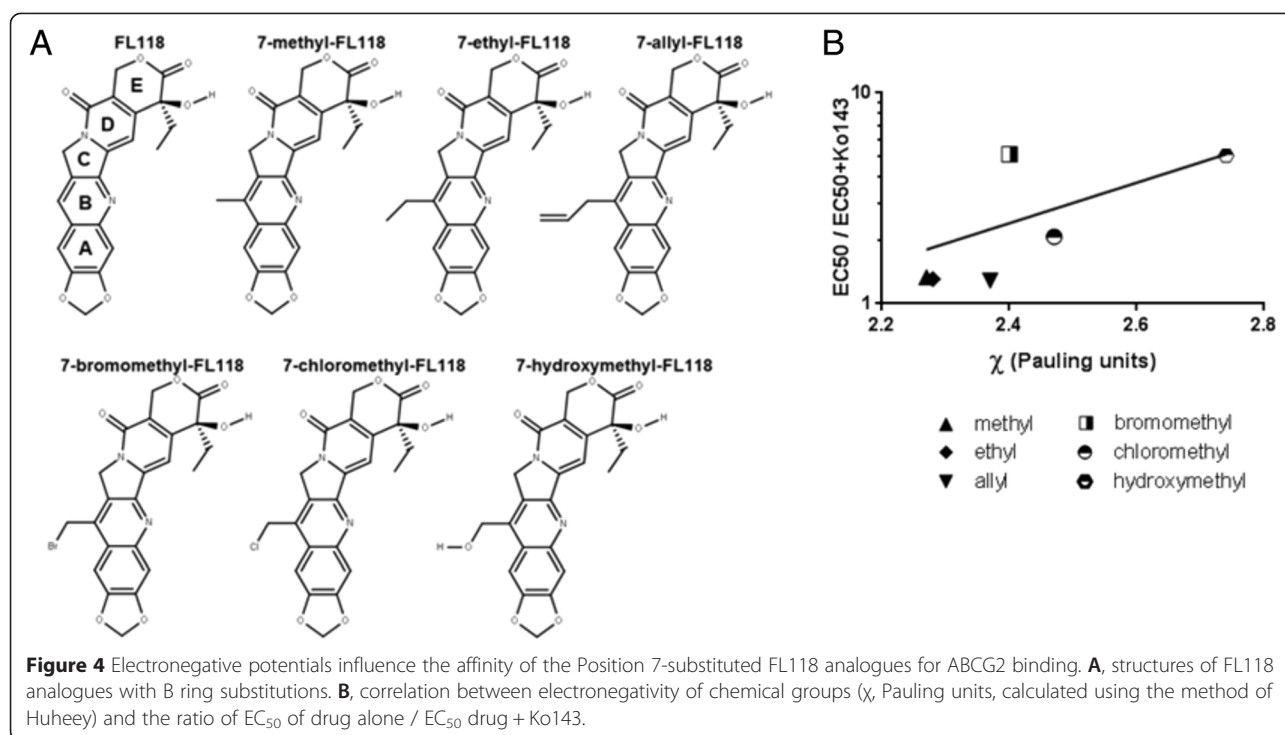 A
FL118
7-methyl-FL118
7-ethyl-FL118
7-allyl-FL118
O
O
E
O
D
O
H
N
C
B
N
A
O
O
O
O
O
O
H
N
N
O
O
O
O
O
O
H
N
N
O
O
O
O
O
O
H
N
N
O
O
7-bromomethyl-FL118
7-chloromethyl-FL118
7-hydroxymethyl-FL118
O
O
O
O
H
N
N
Br
O
O
O
O
O
O
H
N
N
Cl
O
O
O
O
O
O
H
N
N
H
O
O
O
B
EC50 / EC50+Ko143
10
1
2.2
2.4
2.6
2.8
χ (Pauling units)
methyl
ethyl
allyl
bromomethyl
chloromethyl
hydroxymethyl
Figure 4 Electronegative potentials influence the affinity of the Position 7-substituted FL118 analogues for ABCG2 binding. A, structures of FL118
analogues with B ring substitutions. B, correlation between electronegativity of chemical groups (χ, Pauling units, calculated using the method of
Huheey) and the ratio of EC₅₀ of drug alone / EC₅₀ drug + Ko143.